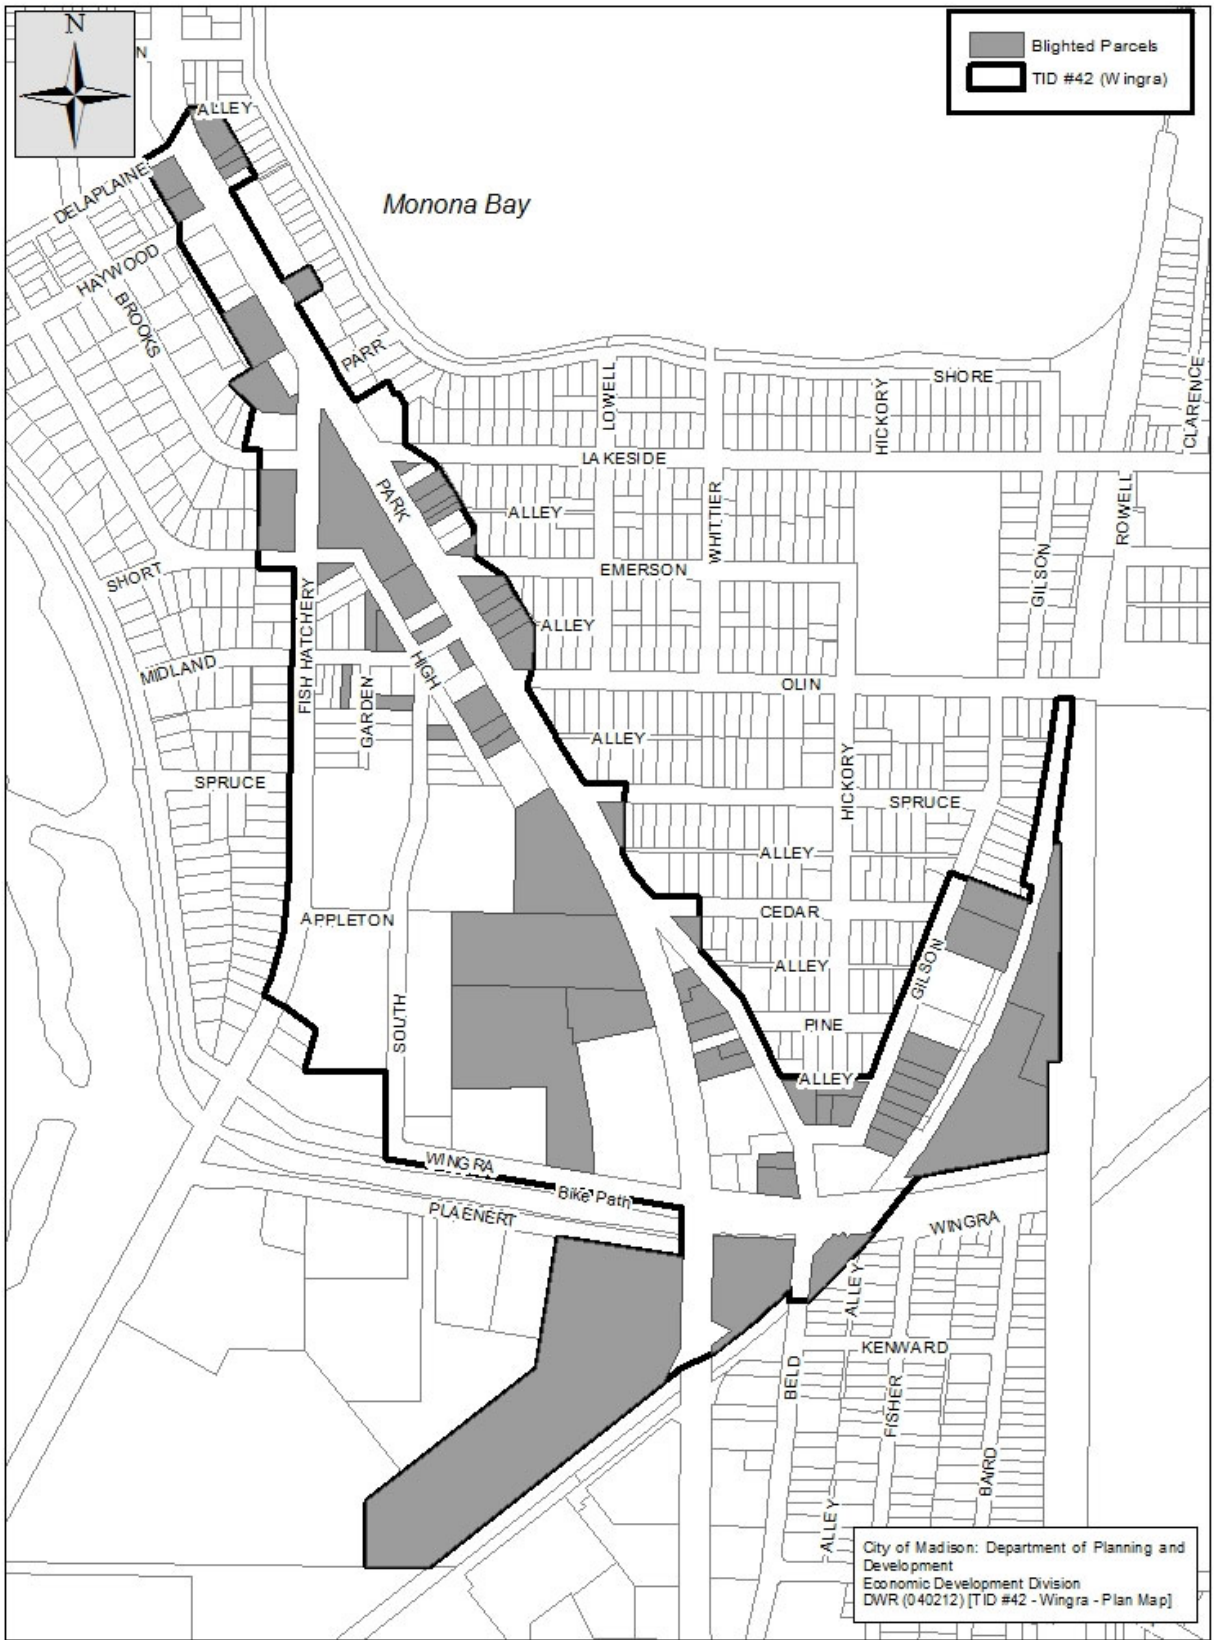 N
N
Blighted Parcels
TID #42 (Wingra)
ALLEY
DELAPLAINE
Monona Bay
HAYWOOD
BROOKS
PARR
SHORE
LOWELL
HICKORY
CLARENCE
LAKESIDE
PARK
ALLEY
WHITTIER
ROWELL
EMERSON
SHORT
GILSON
FISH HATCHERY
ALLEY
MIDLAND
HIGH
OLIN
GARDEN
ALLEY
SPRUCE
HICKORY
SPRUCE
ALLEY
APPLETON
CEDAR
ALLEY
GILSON
SOUTH
PINE
ALLEY
WINGRA
Bike Path
PLAENERT
WINGRA
ALLEY
KENWARD
BELD
FISHER
BAIRD
ALLEY
City of Madison: Department of Planning and
Development
Economic Development Division
DWR (040212) [TID #42 - Wingra - Plan Map]